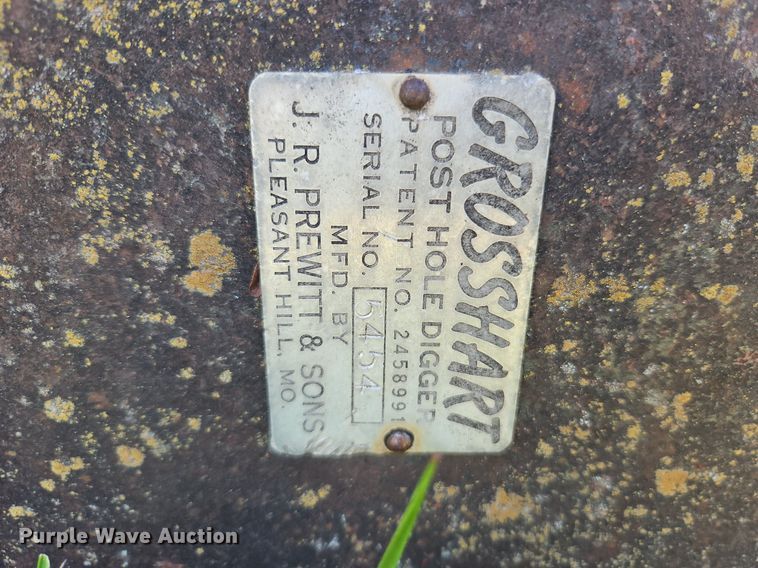 GROSSHART
POST HOLE DIGGER
PATENT NO. 2458991
SERIAL NO. 5454
MFD. BY
J. R. PREWITT & SONS
PLEASANT HILL, MO.
Purple Wave Auction